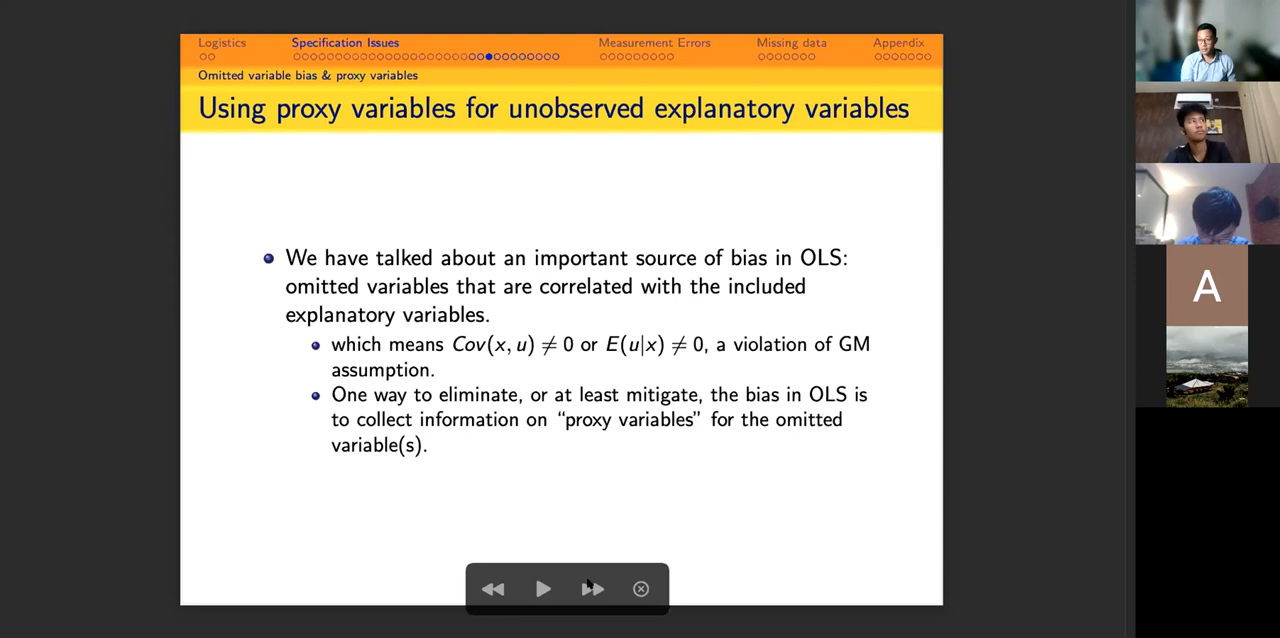 Logistics
Specification Issues
Measurement Errors
Missing data
Appendix
Omitted variable bias & proxy variables
Using proxy variables for unobserved explanatory variables
We have talked about an important source of bias in OLS:
omitted variables that are correlated with the included
explanatory variables.
which means Cov(x, u) ≠ 0 or E(u|x) ≠ 0, a violation of GM
assumption.
One way to eliminate, or at least mitigate, the bias in OLS is
to collect information on “proxy variables” for the omitted
variable(s).
A